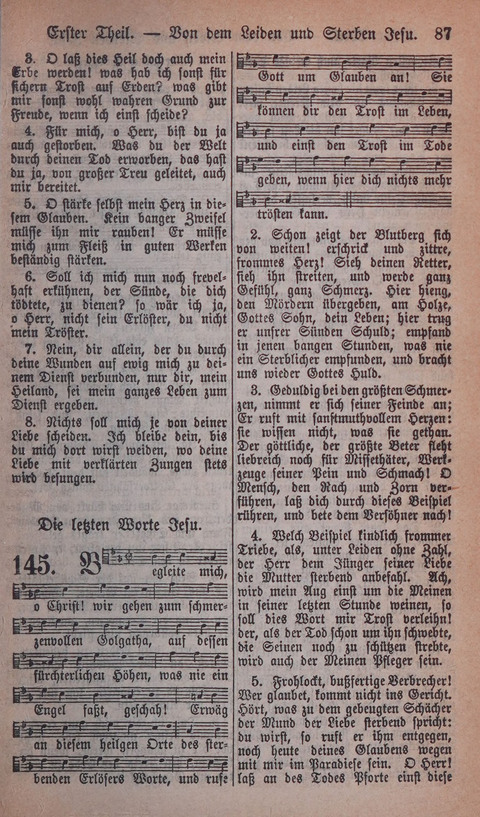 Erster Theil. — Von dem Leiden und Sterben Jesu. 87
3. O laß dies Heil doch auch mein
Erbe werden! was hab ich sonst für
sichern Trost auf Erden? was gibt
mir sonst wohl wahren Grund zur
Freude, wenn ich einst scheide?
4. Für mich, o Herr, bist du ja
auch gestorben. Was du der Welt
durch deinen Tod erworben, das hast
du ja, von großer Treu geleitet, auch
mir bereitet.
5. O stärke selbst mein Herz in die-
sem Glauben. Kein banger Zweifel
müsse ihn mir rauben! Er müsse
mich zum Fleiß in guten Werken
beständig stärken.
6. Soll ich mich nun noch frevel-
haft erkühnen, der Sünde, die dich
tödtete, zu dienen? so wär ich ja,
o Herr, nicht sein Erlöster, du nicht
mein Tröster.
7. Nein, dir allein, der du durch
deine Wunden auf ewig mich zu dei-
nem Dienst verbunden, nur dir, mein
Heiland, sei mein ganzes Leben zum
Dienst ergeben.
8. Nichts soll mich je von deiner
Liebe scheiden. Ich bleibe dein, bis
du mich dort wirst weiden, wo deine
Liebe mit verklärten Zungen stets
wird besungen.
Die letzten Worte Jesu.
145. Begleite mich,
o Christ! wir gehen zum schmer-
zenvollen Golgatha, auf dessen
fürchterlichen Höhen, was nie ein
Engel faßt, geschah! Erwäg
an diesem heilgen Orte des ster-
benden Erlösers Worte, und rufe
Gott um Glauben an! Sie
können dir den Trost im Leben,
und einst den Trost im Tode
geben, wenn hier dich nichts mehr
trösten kann.
2. Schon zeigt der Blutberg sich
von weiten! erschrick und zittre,
frommes Herz! Sieh deinen Retter,
sieh ihn streiten, und werde ganz
Gefühl, ganz Schmerz. Hier hieng,
den Mördern übergeben, am Holze,
Gottes Sohn, dein Leben; hier trug
er unsrer Sünden Schuld; empfand
in jenen bangen Stunden, was nie
ein Sterblicher empfunden, und bracht
uns wieder Gottes Huld.
3. Geduldig bei den größten Schmer-
zen, nimmt er sich seiner Feinde an;
Er ruft mit sanftmuthvollem Herzen:
sie wissen nicht, was sie gethan.
Der göttliche, der größte Beter fleht
liebreich noch für Missethäter, Werk-
zeuge seiner Pein und Schmach! O
Mensch, den Rach und Zorn ver-
führen, laß dich durch dieses Beispiel
rühren, und bete dem Versöhner nach!
4. Welch Beispiel kindlich frommer
Triebe, als, unter Leiden ohne Zahl,
der Herr dem Jünger seiner Liebe
die Mutter sterbend anbefahl. Ach,
wird mein Aug einst um die Meinen
in seiner letzten Stunde weinen, so
soll dies Wort mir Trost verleihn!
der, als der Tod schon um ihn schwebte,
die Seinen noch zu schützen strebte,
wird auch der Meinen Pfleger sein.
5. Frohlockt, bußfertige Verbrecher!
Wer glaubet, kommt nicht ins Gericht.
Hört, was zu dem gebeugten Schächer
der Mund der Liebe sterbend spricht:
du wirst, so ruft er ihm entgegen,
noch heute deines Glaubens wegen
mit mir im Paradiese sein. O Herr!
laß an des Todes Pforte einst diese